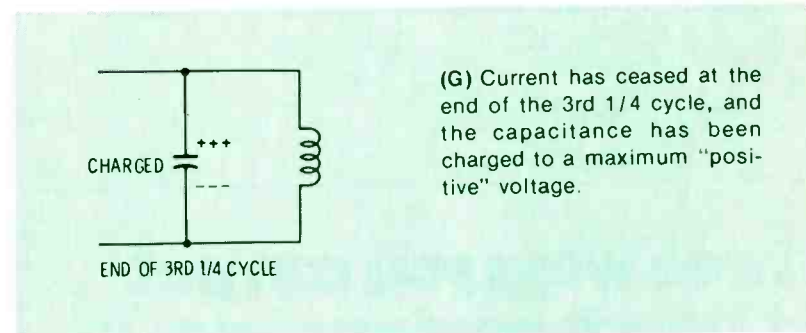 (G) Current has ceased at the
end of the 3rd 1/4 cycle, and
the capacitance has been
charged to a maximum "posi-
tive" voltage.
CHARGED
+++
---
END OF 3RD 1/4 CYCLE